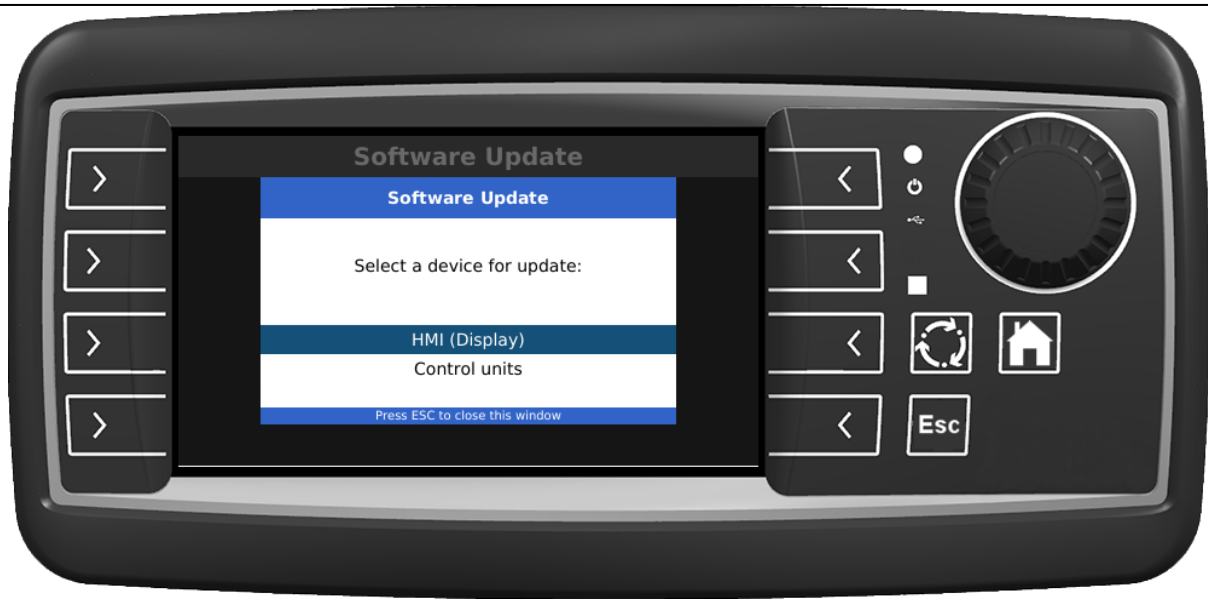 Software Update
Software Update
Select a device for update:
HMI (Display)
Control units
Press ESC to close this window
Esc